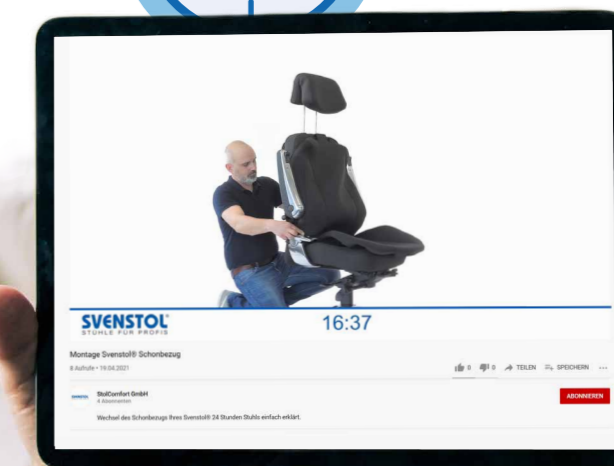 SVENSTOL®
STÜHLE FÜR PROFIS
16:37
Montage Svenstol® Schonbezug
8 Aufrufe • 19.04.2021
0 0 TEILEN SPEICHERN ...
StolComfort GmbH
4 Abonnenten
ABONNIEREN
Wechsel des Schonbezugs Ihres Svenstol® 24 Stunden Stuhls einfach erklärt.